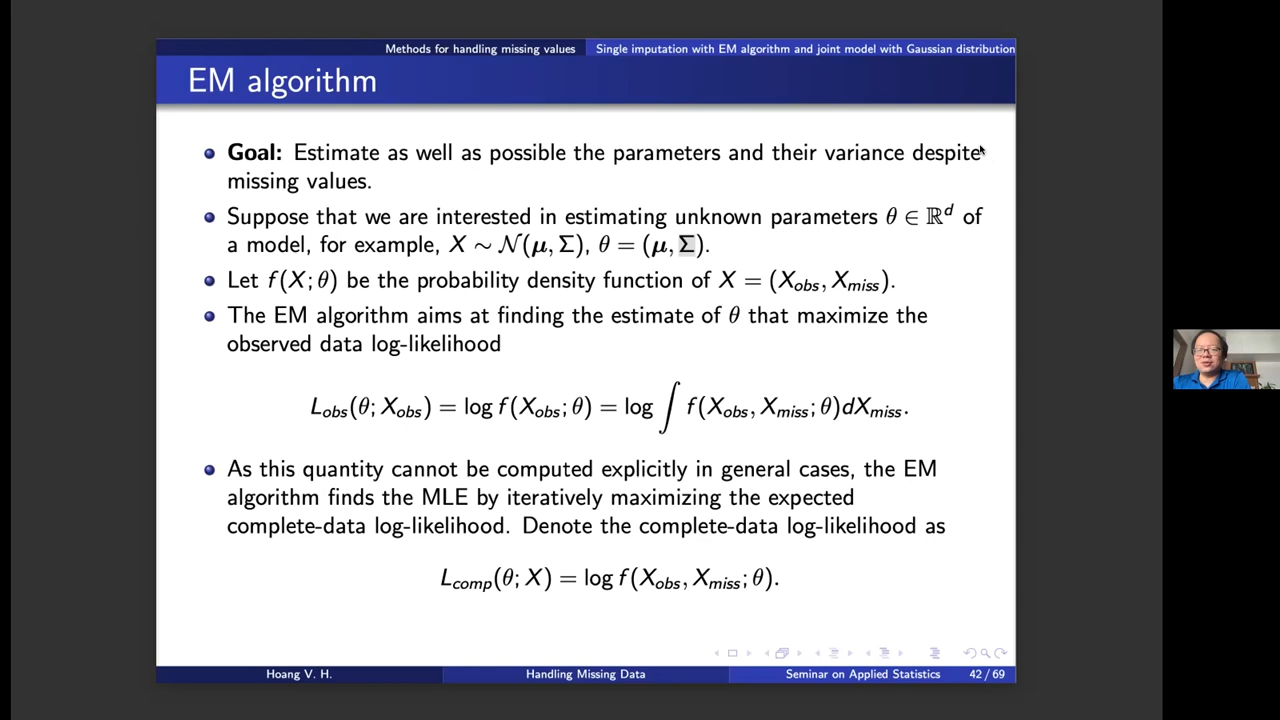 Methods for handling missing values Single imputation with EM algorithm and joint model with Gaussian distribution
EM algorithm
Goal: Estimate as well as possible the parameters and their variance despite
missing values.
Suppose that we are interested in estimating unknown parameters θ ∈ ℝ^d of
a model, for example, X ∼ 𝒩(μ, Σ), θ = (μ, Σ).
Let f(X; θ) be the probability density function of X = (X_obs, X_miss).
The EM algorithm aims at finding the estimate of θ that maximize the
observed data log-likelihood
L_obs(θ; X_obs) = log f(X_obs; θ) = log ∫ f(X_obs, X_miss; θ)dX_miss.
As this quantity cannot be computed explicitly in general cases, the EM
algorithm finds the MLE by iteratively maximizing the expected
complete-data log-likelihood. Denote the complete-data log-likelihood as
L_comp(θ; X) = log f(X_obs, X_miss; θ).
Hoang V. H. Handling Missing Data Seminar on Applied Statistics 42 / 69